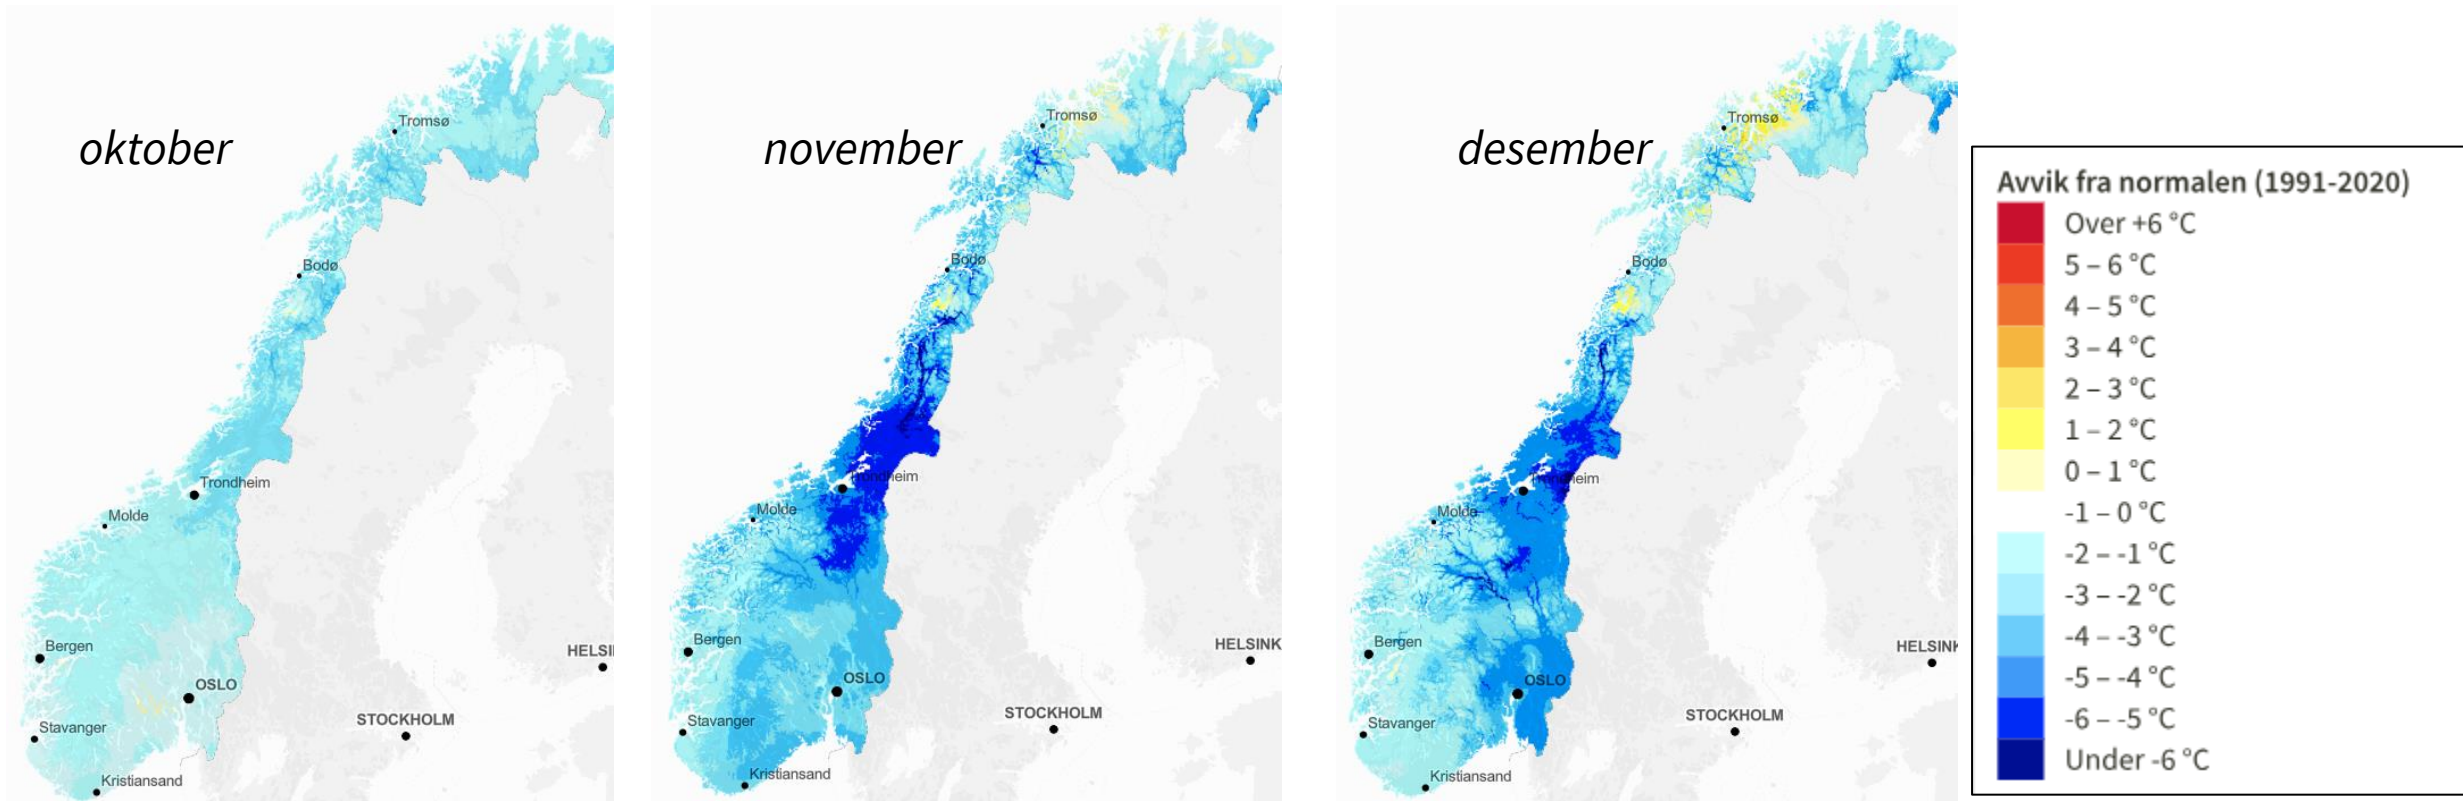 oktober
Tromsø
Bodø
Trondheim
Molde
Bergen
HELSI
OSLO
STOCKHOLM
Stavanger
Kristiansand
november
Tromsø
Bodø
Trondheim
Molde
Bergen
HELSINK
OSLO
STOCKHOLM
Stavanger
Kristiansand
desember
Tromsø
Bodø
Trondheim
Molde
Bergen
HELSINK
OSLO
STOCKHOLM
Stavanger
Kristiansand
Avvik fra normalen (1991-2020)
Over +6 °C
5 – 6 °C
4 – 5 °C
3 – 4 °C
2 – 3 °C
1 – 2 °C
0 – 1 °C
-1 – 0 °C
-2 – -1 °C
-3 – -2 °C
-4 – -3 °C
-5 – -4 °C
-6 – -5 °C
Under -6 °C